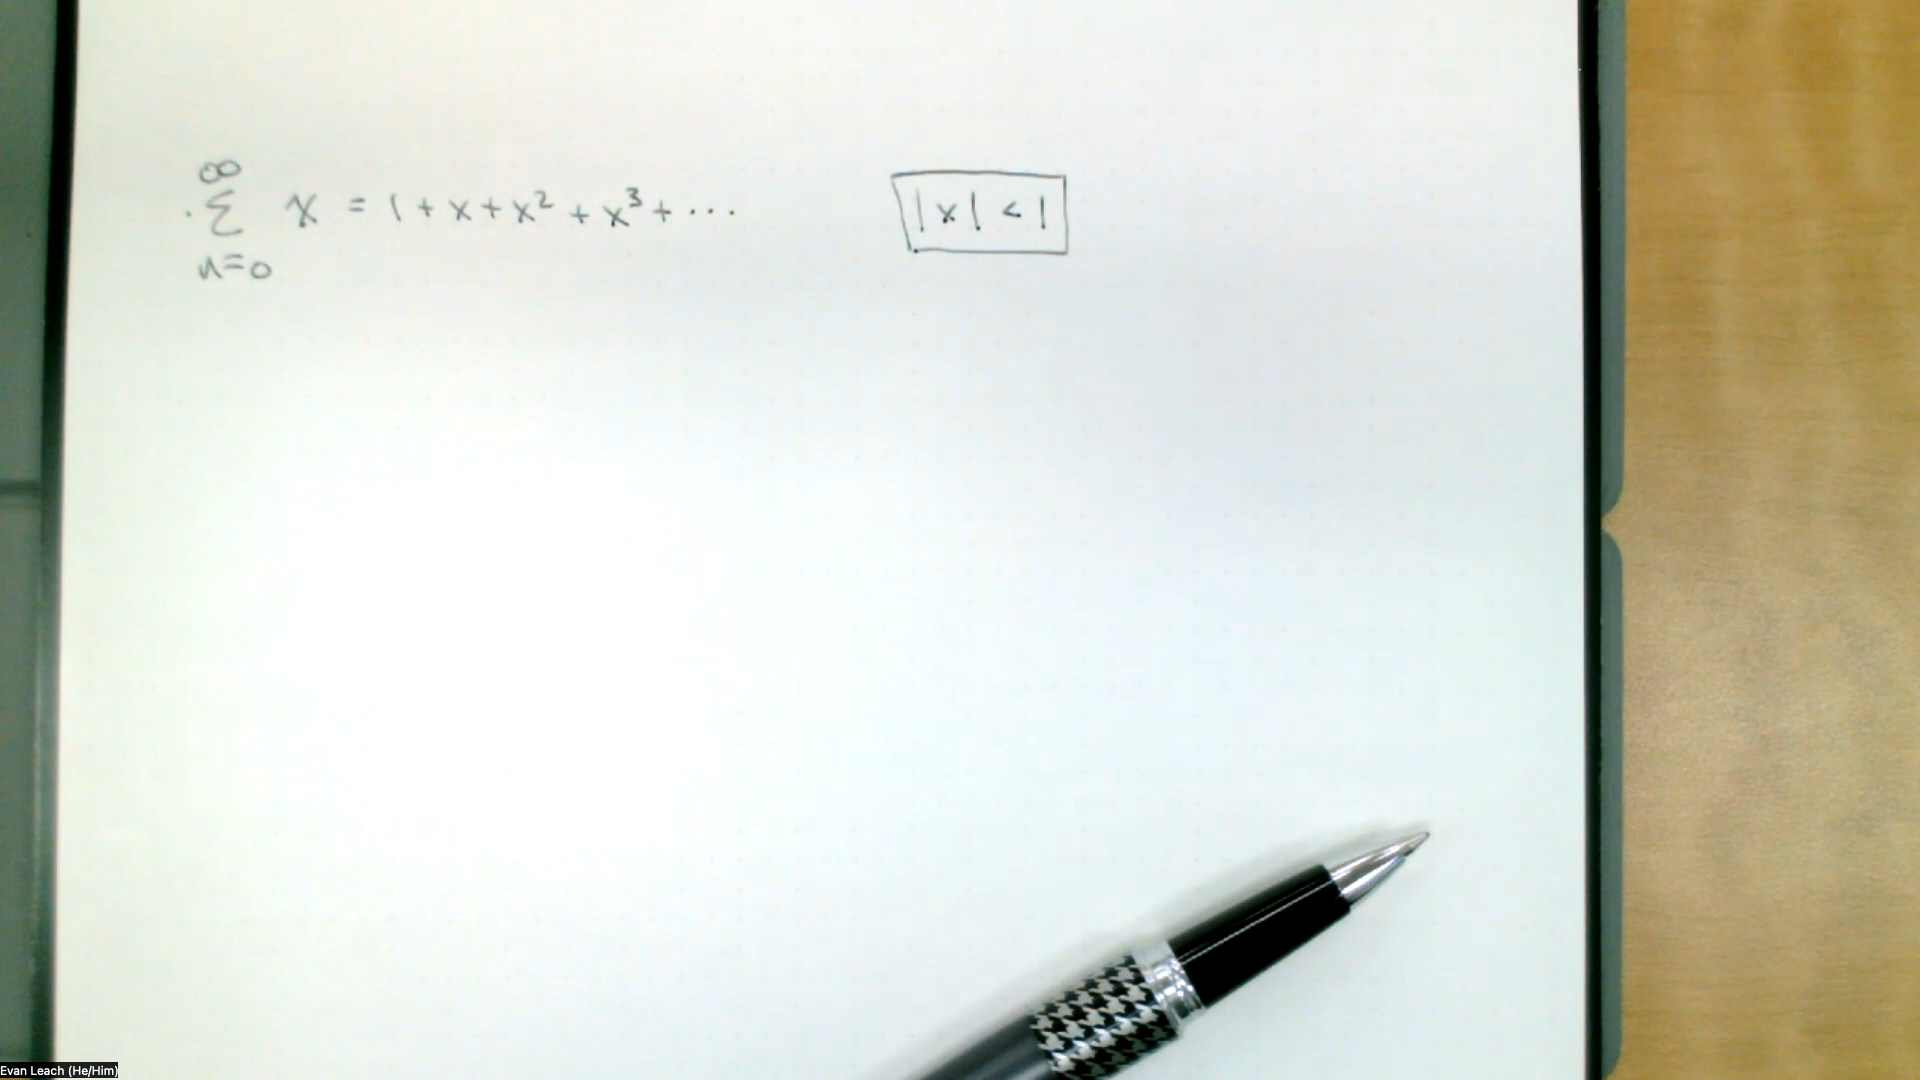 ∞
Σ x = 1 + x + x² + x³ + ··· |x| < 1
n=0
Evan Leach (He/Him)